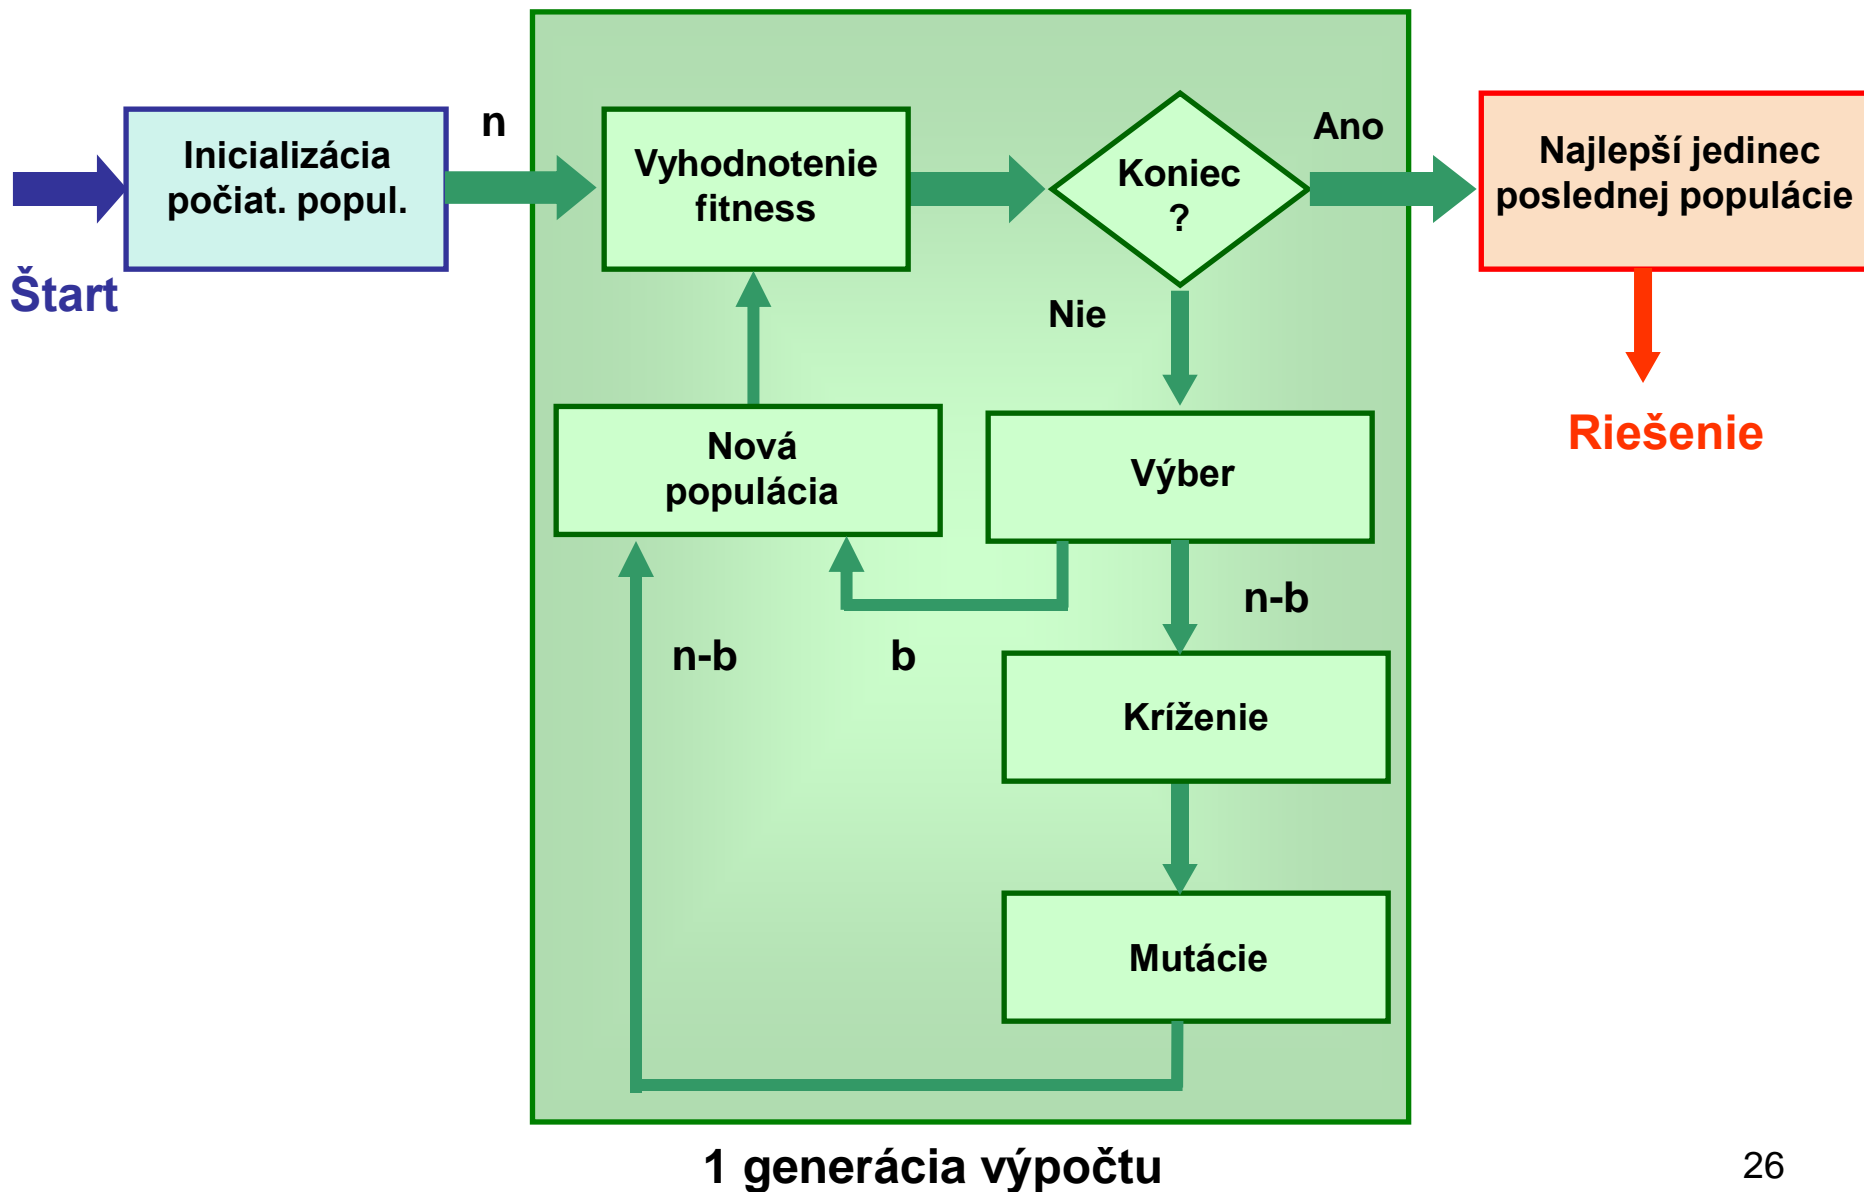 Štart
Inicializácia
počiat. popul.
n
Vyhodnotenie
fitness
Koniec
?
Ano
Nie
Najlepší jedinec
poslednej populácie
Riešenie
Nová
populácia
Výber
n-b
b
n-b
Kríženie
Mutácie
1 generácia výpočtu
26